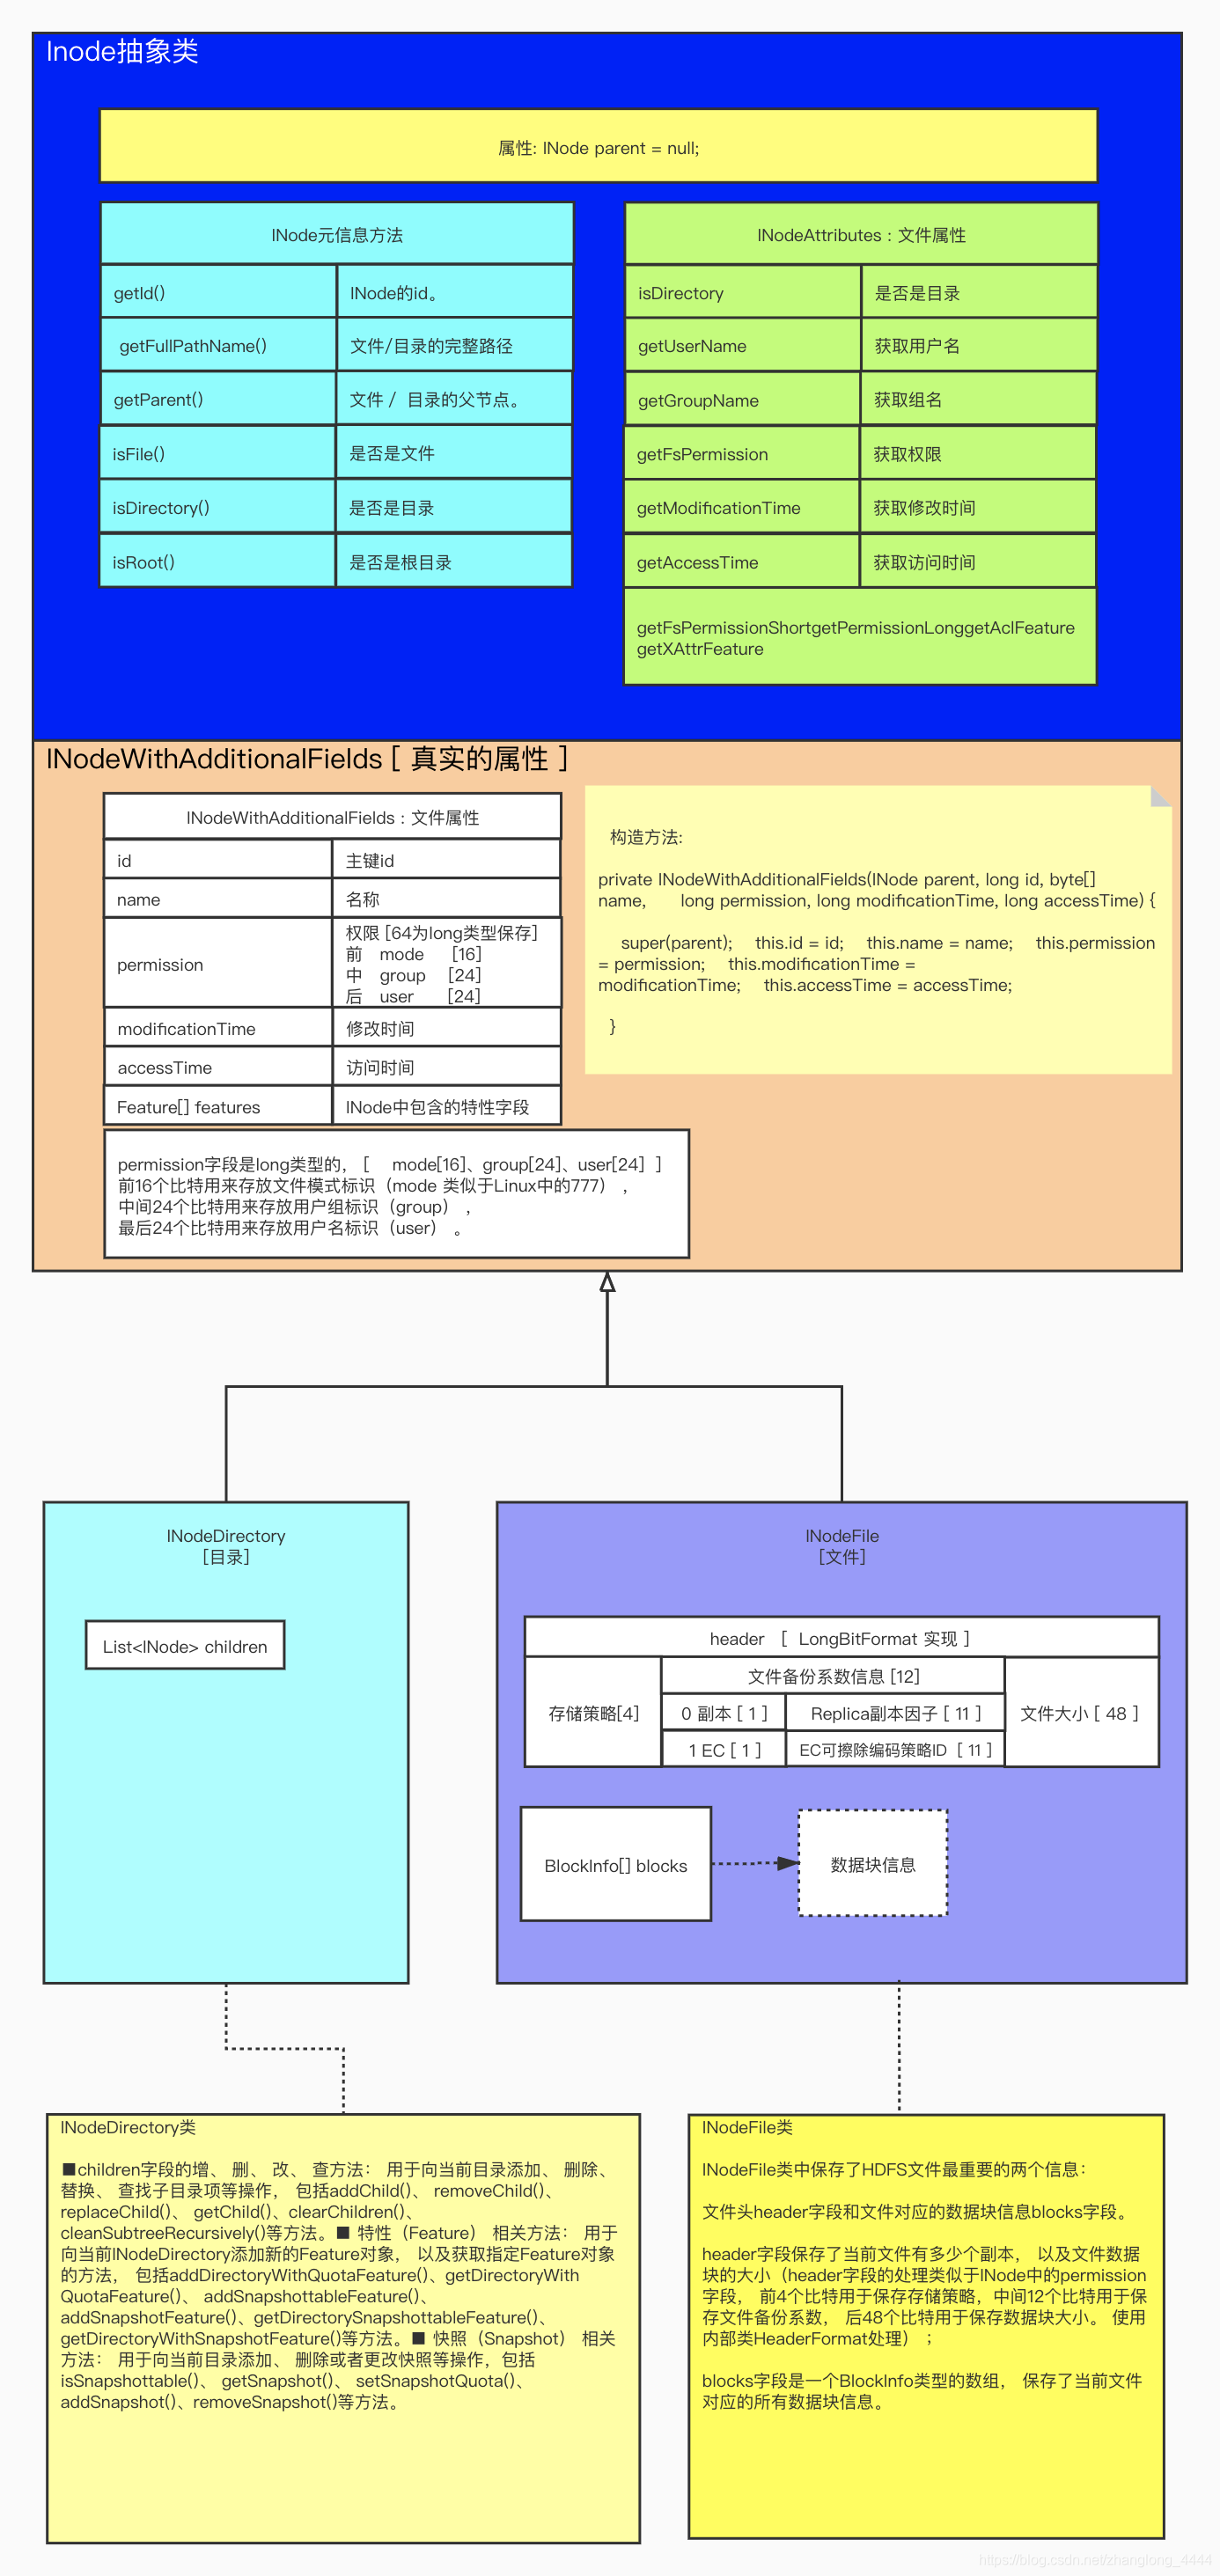 Inode抽象类
属性: INode parent = null;
INode元信息方法
getId() INode的id。
getFullPathName() 文件/目录的完整路径
getParent() 文件 / 目录的父节点。
isFile() 是否是文件
isDirectory() 是否是目录
isRoot() 是否是根目录
INodeAttributes : 文件属性
isDirectory 是否是目录
getUserName 获取用户名
getGroupName 获取组名
getFsPermission 获取权限
getModificationTime 获取修改时间
getAccessTime 获取访问时间
getFsPermissionShortgetPermissionLonggetAclFeature
getXAttrFeature
INodeWithAdditionalFields [ 真实的属性 ]
INodeWithAdditionalFields : 文件属性
id 主键id
name 名称
permission
权限 [64为long类型保存]
前 mode [16]
中 group [24]
后 user [24]
modificationTime 修改时间
accessTime 访问时间
Feature[] features INode中包含的特性字段
构造方法:
private INodeWithAdditionalFields(INode parent, long id, byte[]
name, long permission, long modificationTime, long accessTime) {
super(parent); this.id = id; this.name = name; this.permission
= permission; this.modificationTime =
modificationTime; this.accessTime = accessTime;
}
permission字段是long类型的, [ mode[16]、group[24]、user[24] ]
前16个比特用来存放文件模式标识（mode 类似于Linux中的777） ，
中间24个比特用来存放用户组标识（group） ，
最后24个比特用来存放用户名标识（user） 。
INodeDirectory
[目录]
List<INode> children
INodeFile
[文件]
header [ LongBitFormat 实现 ]
存储策略[4]
文件备份系数信息 [12]
0 副本 [ 1 ] Replica副本因子 [ 11 ]
1 EC [ 1 ] EC可擦除编码策略ID [ 11 ]
文件大小 [ 48 ]
BlockInfo[] blocks
数据块信息
INodeDirectory类
■children字段的增、 删、 改、 查方法： 用于向当前目录添加、 删除、
替换、 查找子目录项等操作， 包括addChild()、 removeChild()、
replaceChild()、 getChild()、clearChildren()、
cleanSubtreeRecursively()等方法。■ 特性（Feature） 相关方法： 用于
向当前INodeDirectory添加新的Feature对象， 以及获取指定Feature对象
的方法， 包括addDirectoryWithQuotaFeature()、getDirectoryWith
QuotaFeature()、 addSnapshottableFeature()、
addSnapshotFeature()、getDirectorySnapshottableFeature()、
getDirectoryWithSnapshotFeature()等方法。■ 快照（Snapshot） 相关
方法： 用于向当前目录添加、 删除或者更改快照等操作，包括
isSnapshottable()、 getSnapshot()、 setSnapshotQuota()、
addSnapshot()、removeSnapshot()等方法。
INodeFile类
INodeFile类中保存了HDFS文件最重要的两个信息：
文件头header字段和文件对应的数据块信息blocks字段。
header字段保存了当前文件有多少个副本， 以及文件数据
块的大小（header字段的处理类似于INode中的permission
字段， 前4个比特用于保存存储策略，中间12个比特用于保
存文件备份系数， 后48个比特用于保存数据块大小。 使用
内部类HeaderFormat处理） ；
blocks字段是一个BlockInfo类型的数组， 保存了当前文件
对应的所有数据块信息。
https://blog.csdn.net/zhanglong_4444